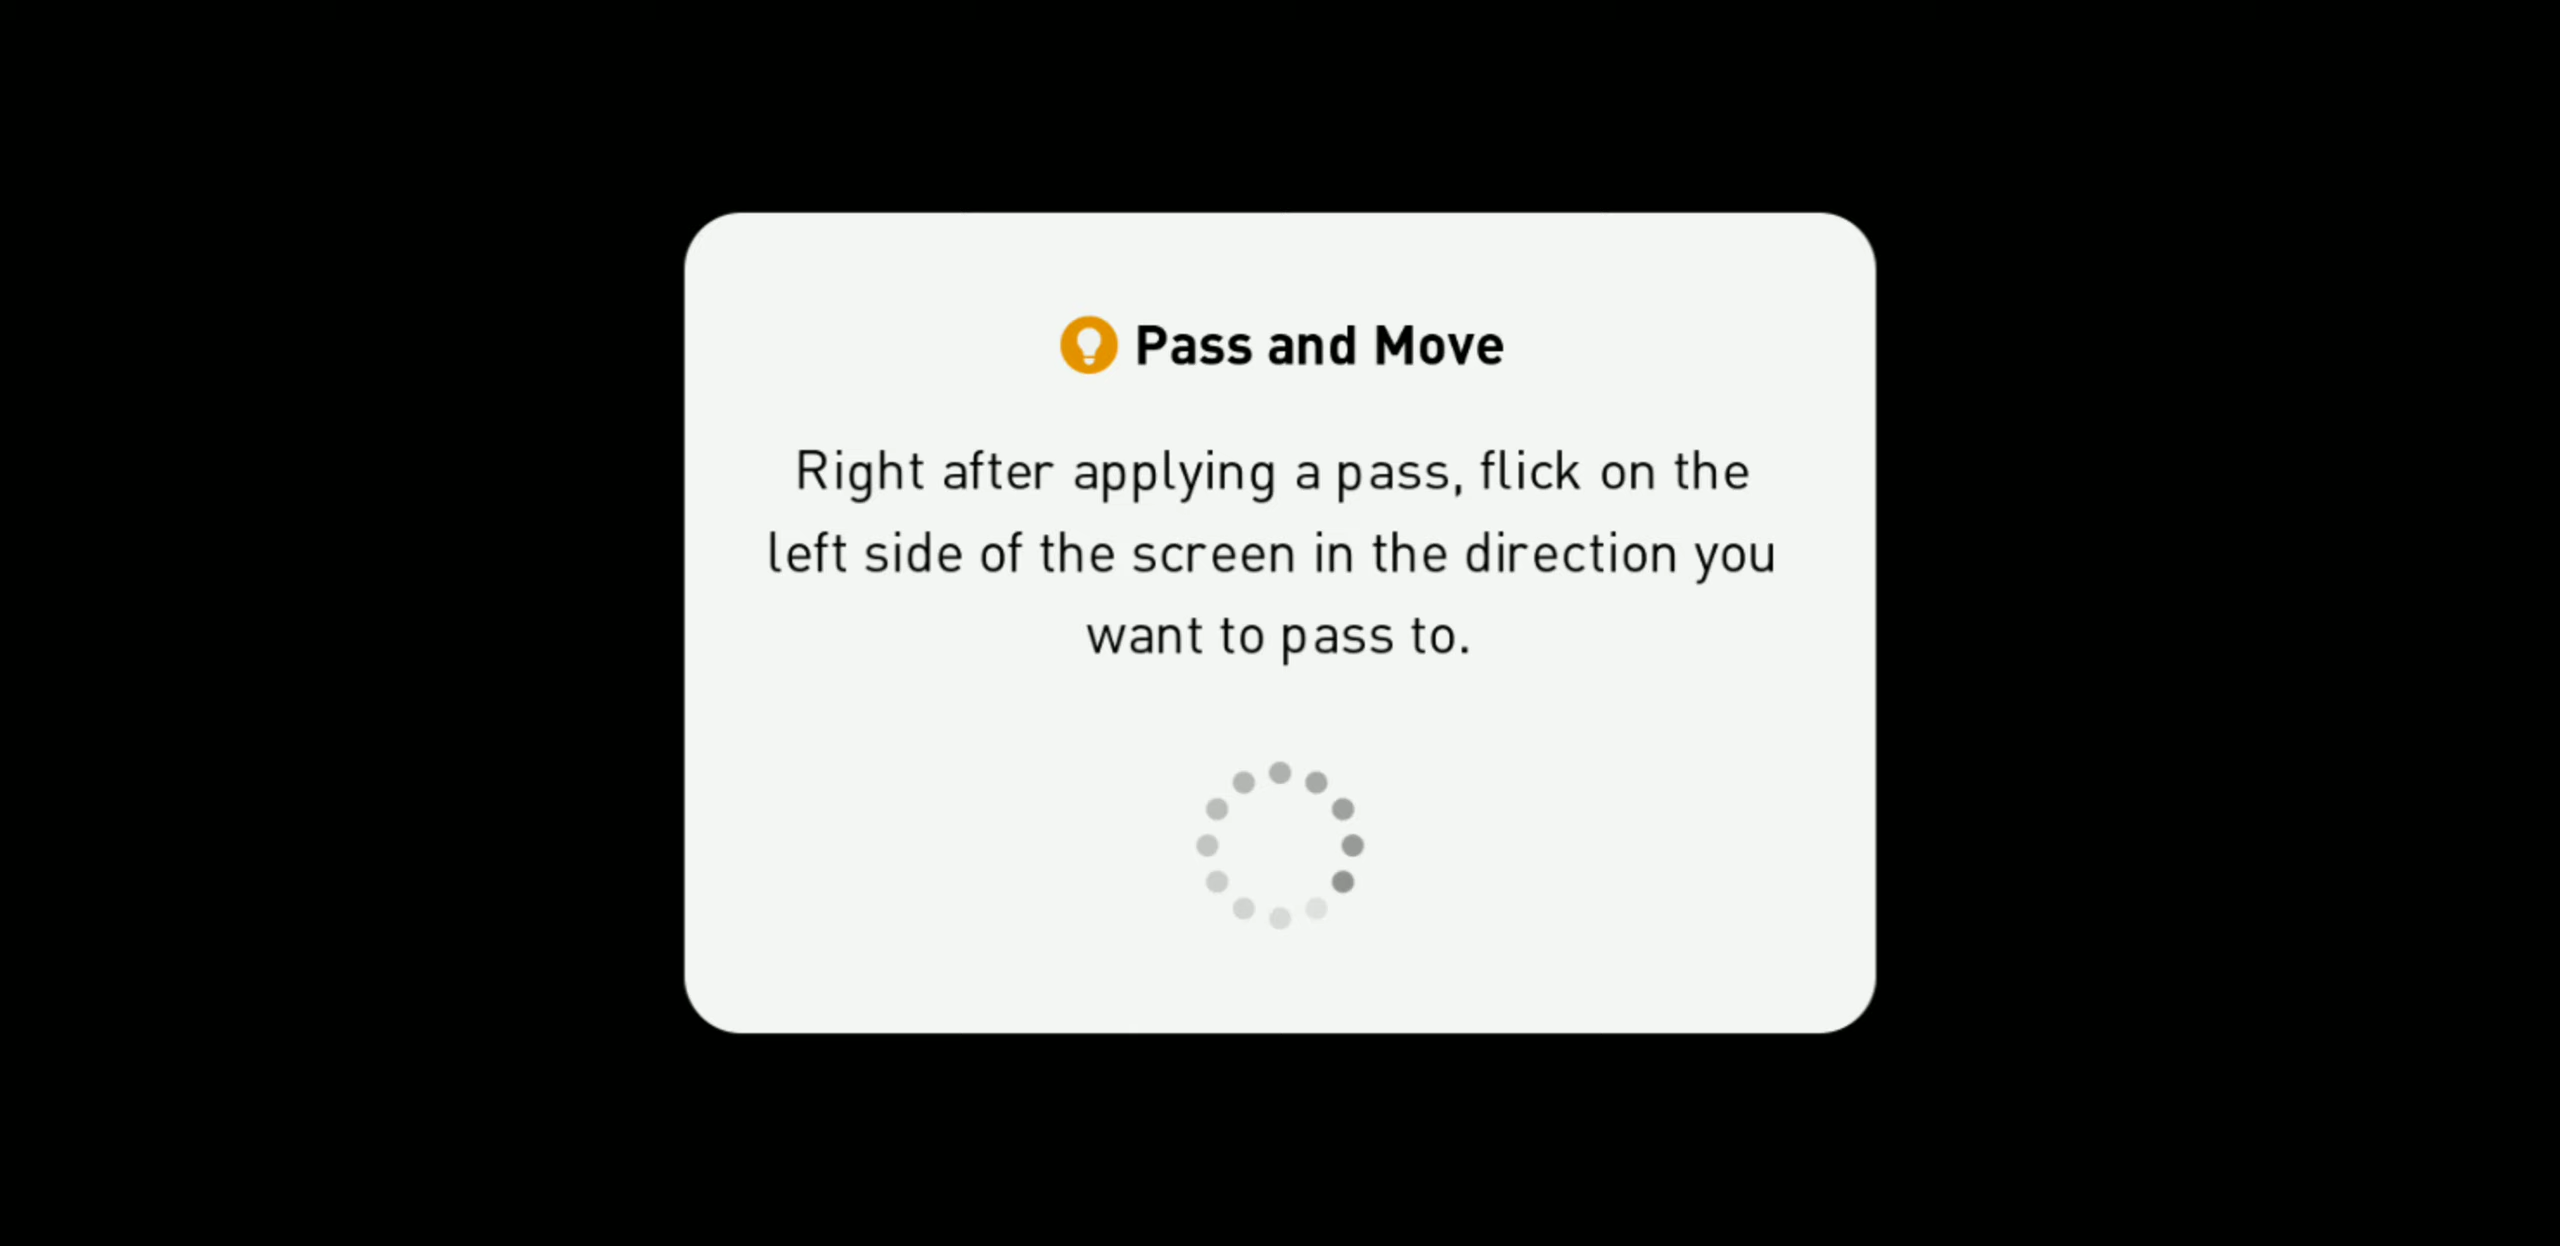 Pass and Move
Right after applying a pass, flick on the
left side of the screen in the direction you
want to pass to.